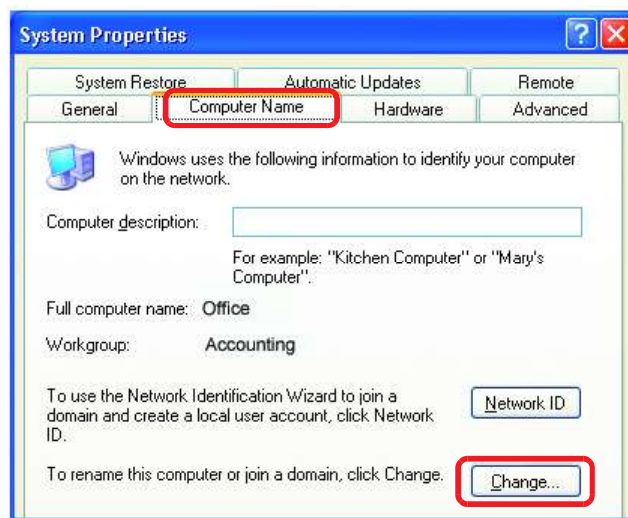 System Properties
?
X
System Restore
Automatic Updates
Remote
General
Computer Name
Hardware
Advanced
Windows uses the following information to identify your computer
on the network.
Computer description:
For example: "Kitchen Computer" or "Mary's
Computer".
Full computer name: Office
Workgroup: Accounting
To use the Network Identification Wizard to join a
domain and create a local user account, click Network
ID.
Network ID
To rename this computer or join a domain, click Change.
Change...